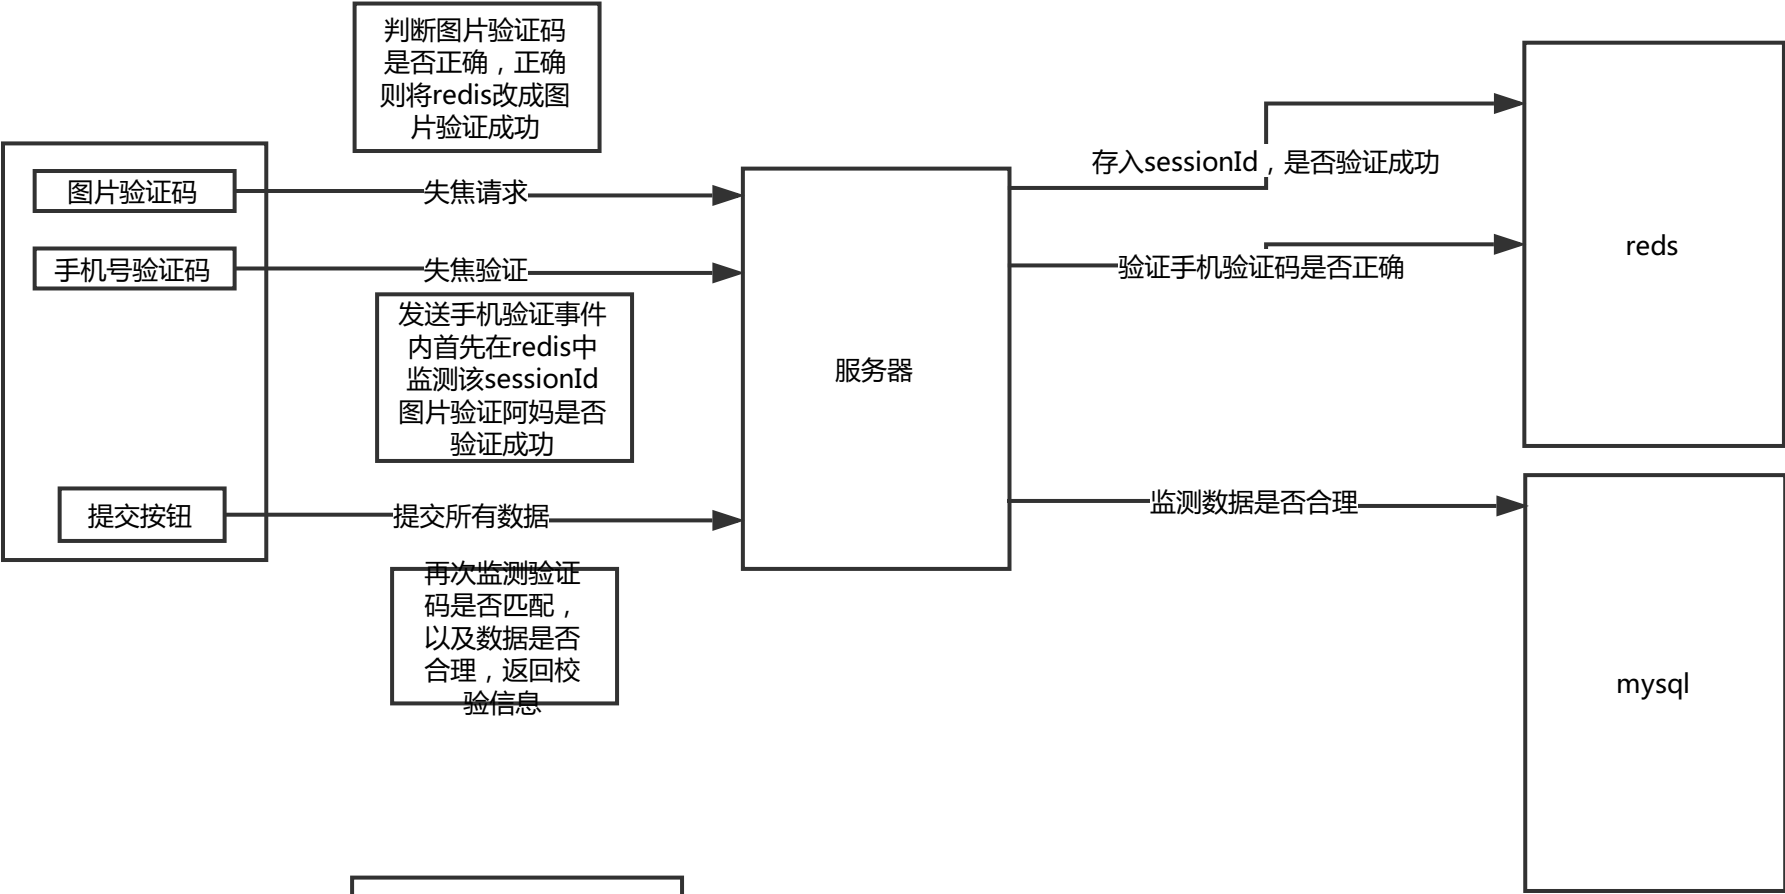 判断图片验证码
是否正确，正确
则将redis改成图
片验证成功
图片验证码
失焦请求
存入sessionId，是否验证成功
手机号验证码
失焦验证
验证手机验证码是否正确
reds
发送手机验证事件
内首先在redis中
监测该sessionId
图片验证阿妈是否
验证成功
服务器
提交按钮
提交所有数据
监测数据是否合理
再次监测验证
码是否匹配，
以及数据是否
合理，返回校
验信息
mysql